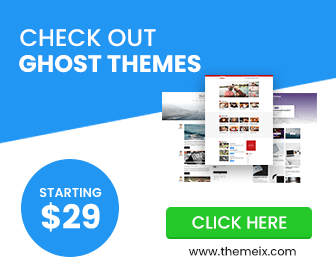 CHECK OUT
GHOST THEMES
STARTING
$29
CLICK HERE
www.themeix.com